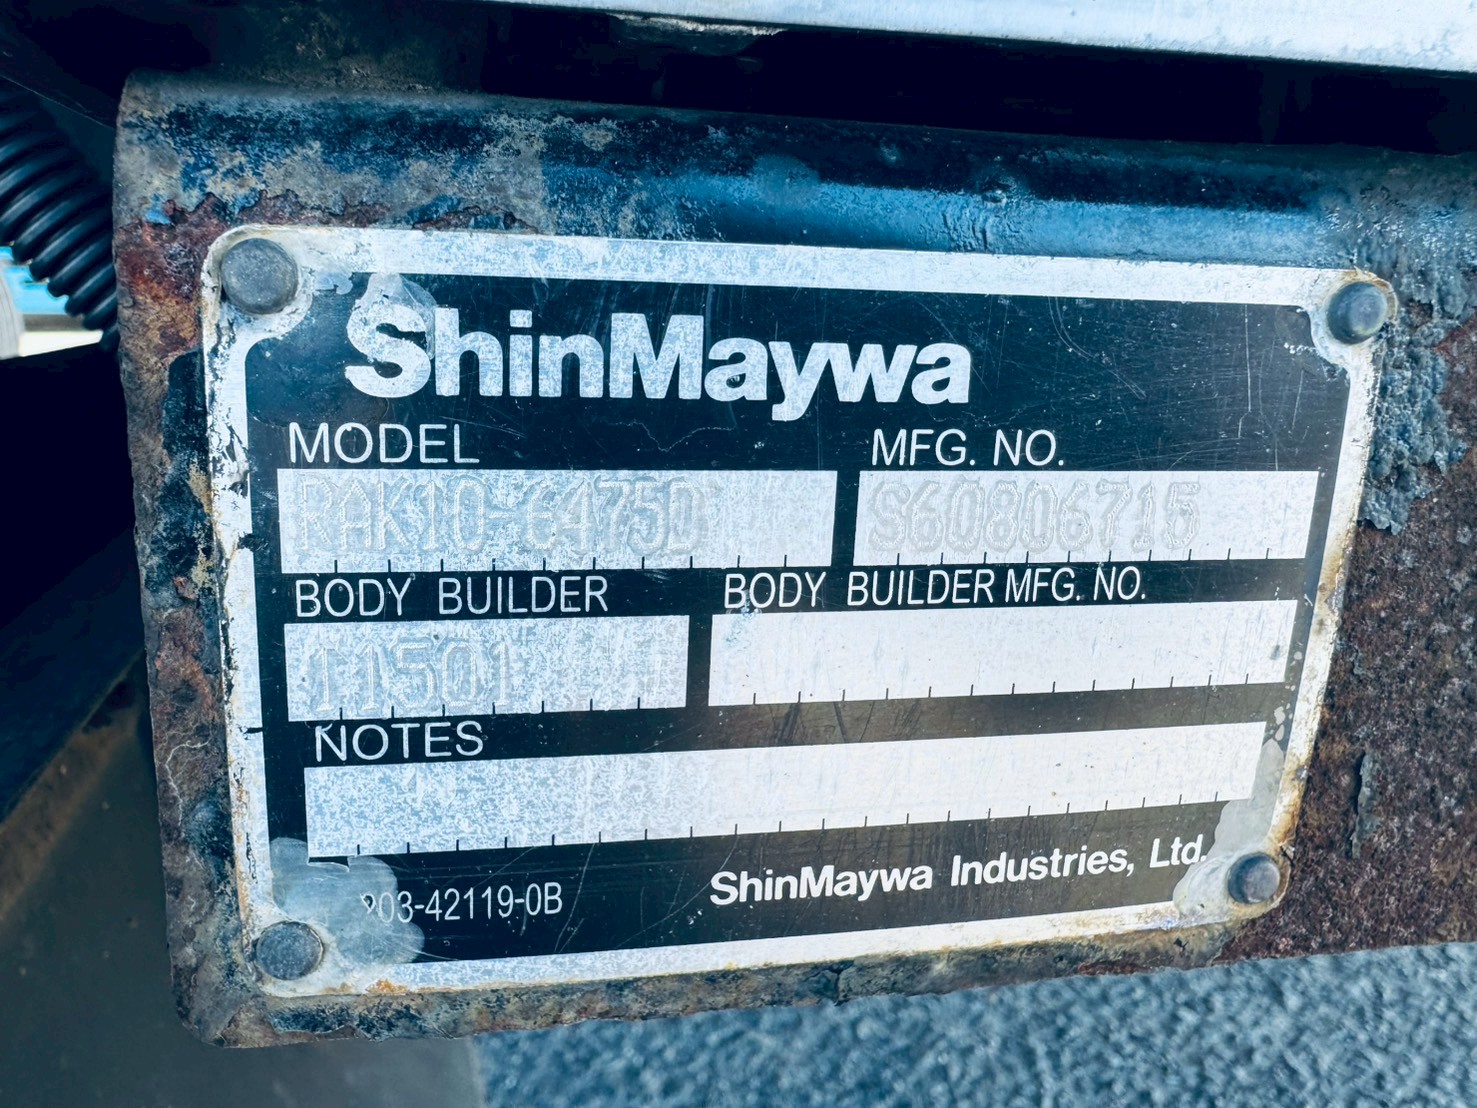 ShinMaywa
MODEL MFG. NO.
RAK10-64750 S60806715
BODY BUILDER BODY BUILDER MFG. NO.
11501
NOTES
203-42119-0B ShinMaywa Industries, Ltd.